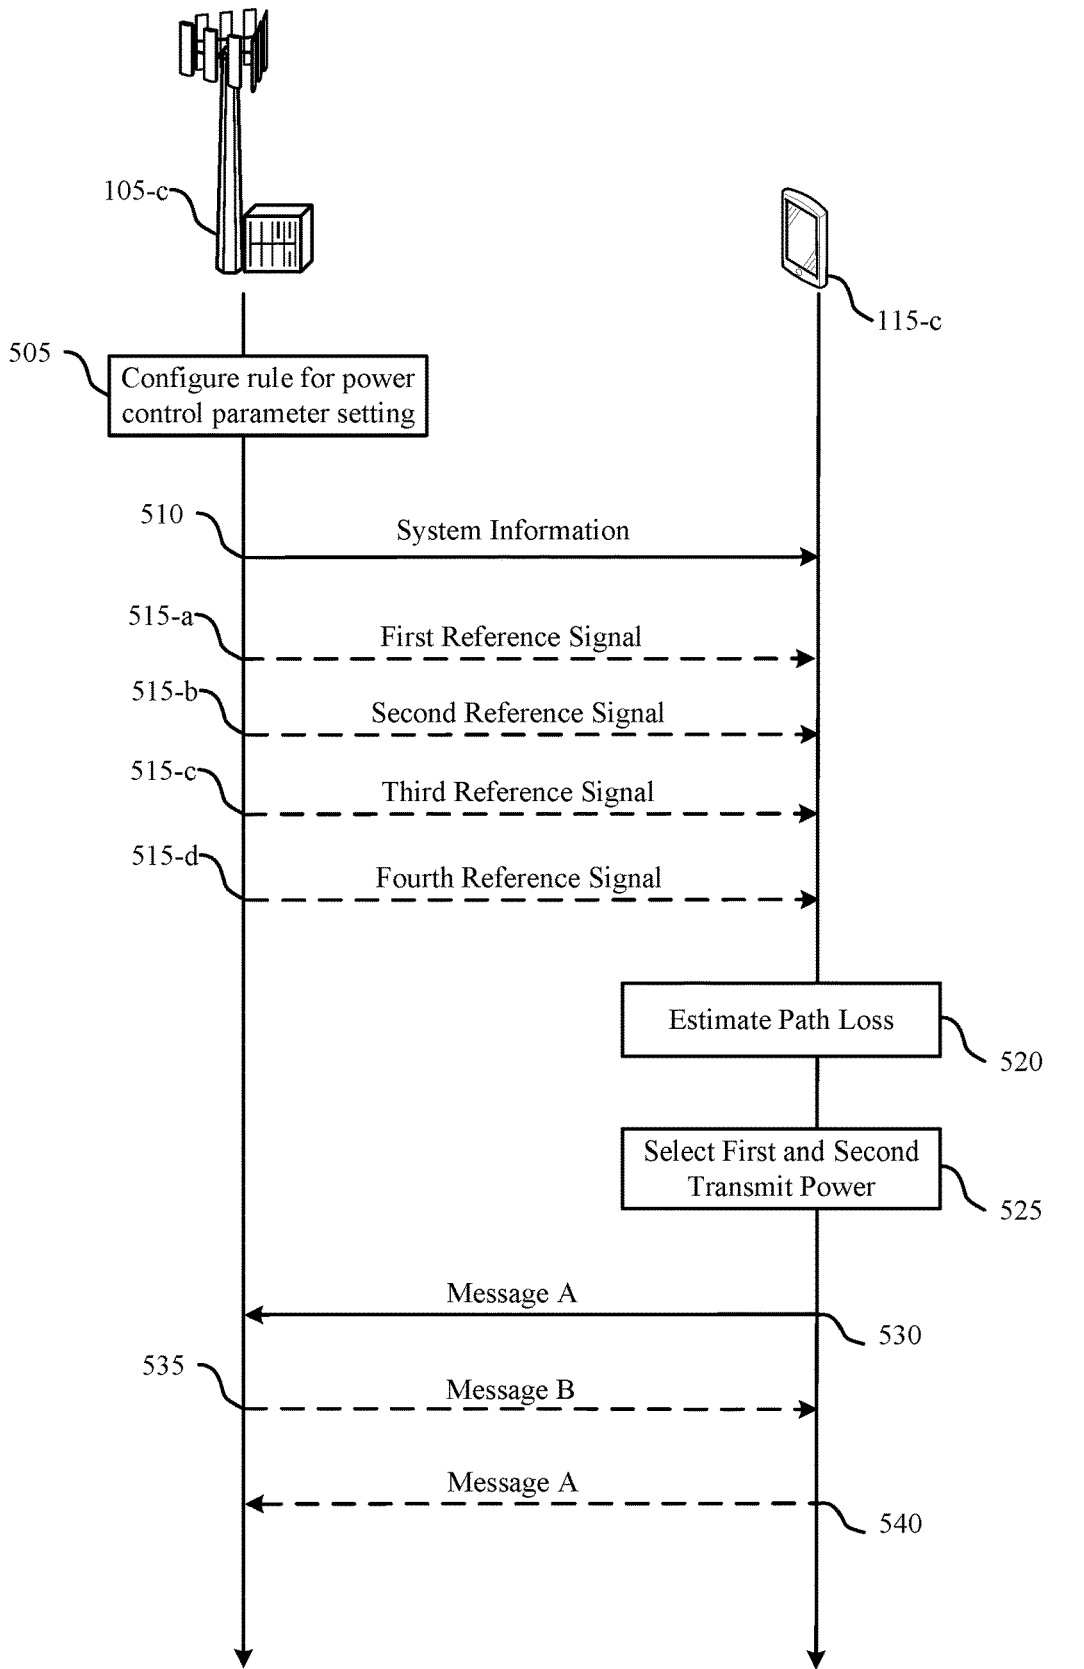 105-c
115-c
505
Configure rule for power
control parameter setting
510
System Information
515-a
First Reference Signal
515-b
Second Reference Signal
515-c
Third Reference Signal
515-d
Fourth Reference Signal
Estimate Path Loss
520
Select First and Second
Transmit Power
525
Message A
530
535
Message B
Message A
540